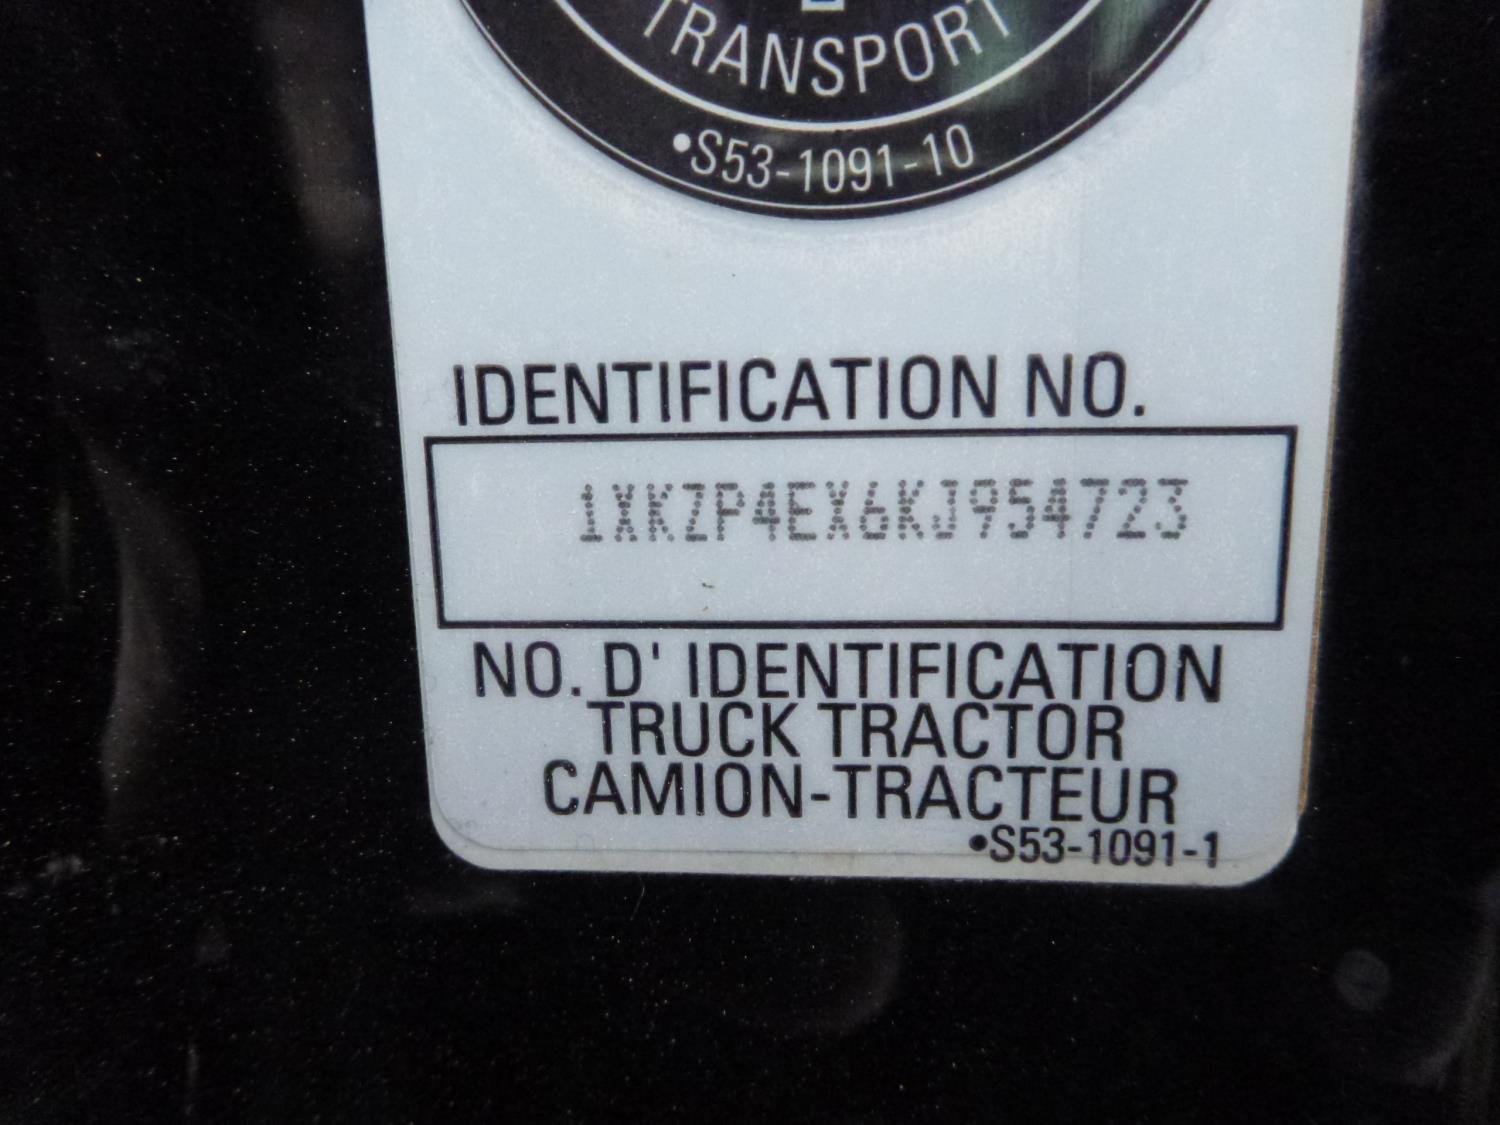 TRANSPORT
•S53-1091-10
IDENTIFICATION NO.
1XKZP4EX6KJ954723
NO. D' IDENTIFICATION
TRUCK TRACTOR
CAMION-TRACTEUR
•S53-1091-1